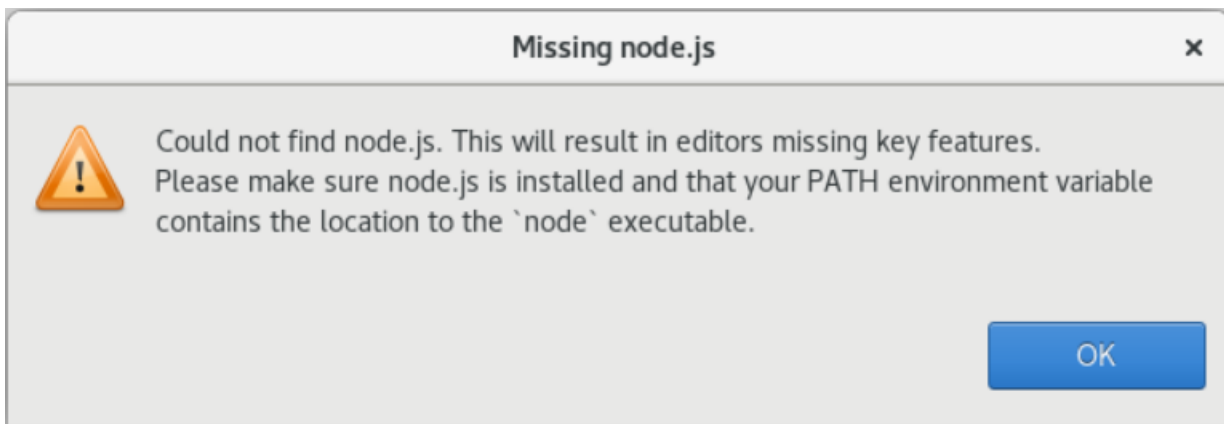 Missing node.js
Could not find node.js. This will result in editors missing key features.
Please make sure node.js is installed and that your PATH environment variable
contains the location to the `node` executable.
OK